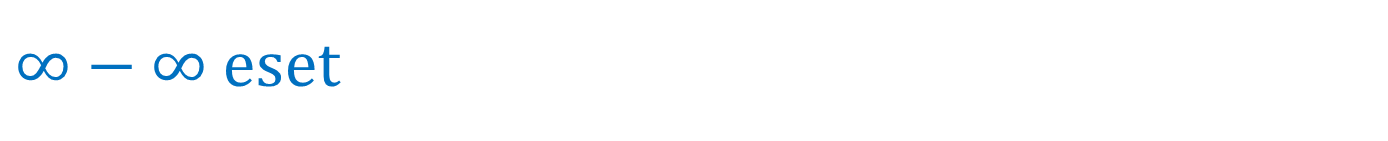 ∞ − ∞ eset